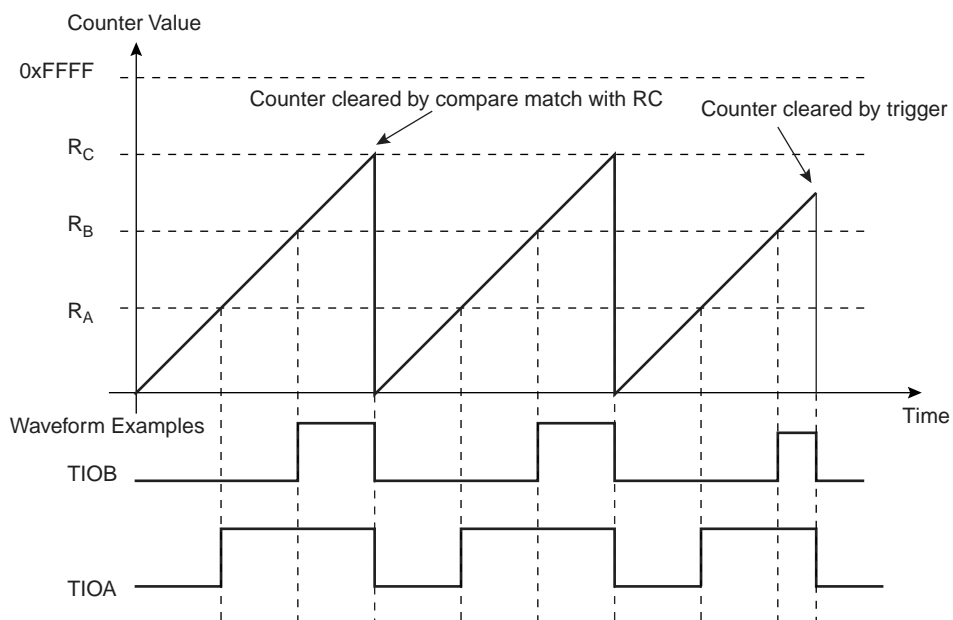 Counter Value
0xFFFF
Counter cleared by compare match with RC
Counter cleared by trigger
RC
RB
RA
Time
Waveform Examples
TIOB
TIOA